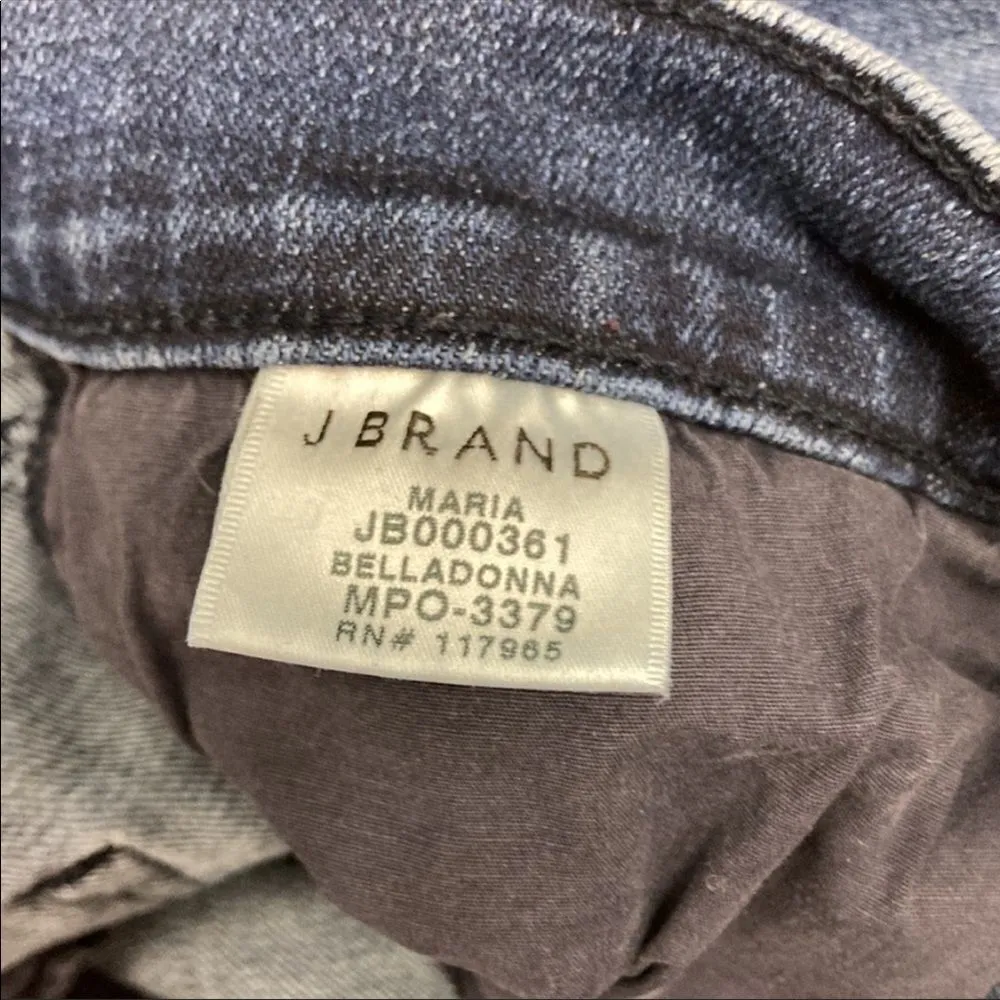 J BRAND
MARIA
JB000361
BELLADONNA
MPO-3379
RN# 117965